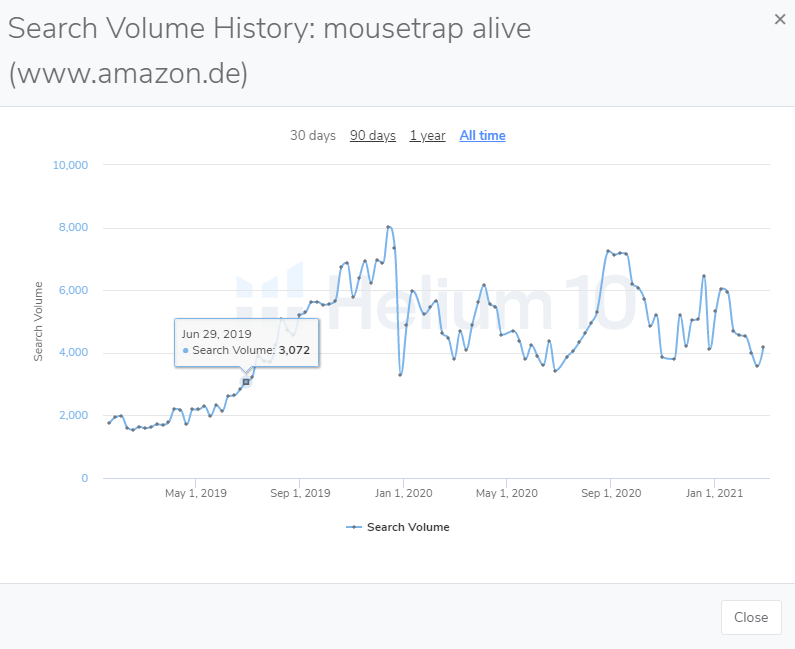 Search Volume History: mousetrap alive
(www.amazon.de)
×
30 days 90 days 1 year All time
10,000
8,000
6,000
4,000
2,000
0
Search Volume
Helium 10
Jun 29, 2019
Search Volume: 3,072
May 1, 2019 Sep 1, 2019 Jan 1, 2020 May 1, 2020 Sep 1, 2020 Jan 1, 2021
Search Volume
Close